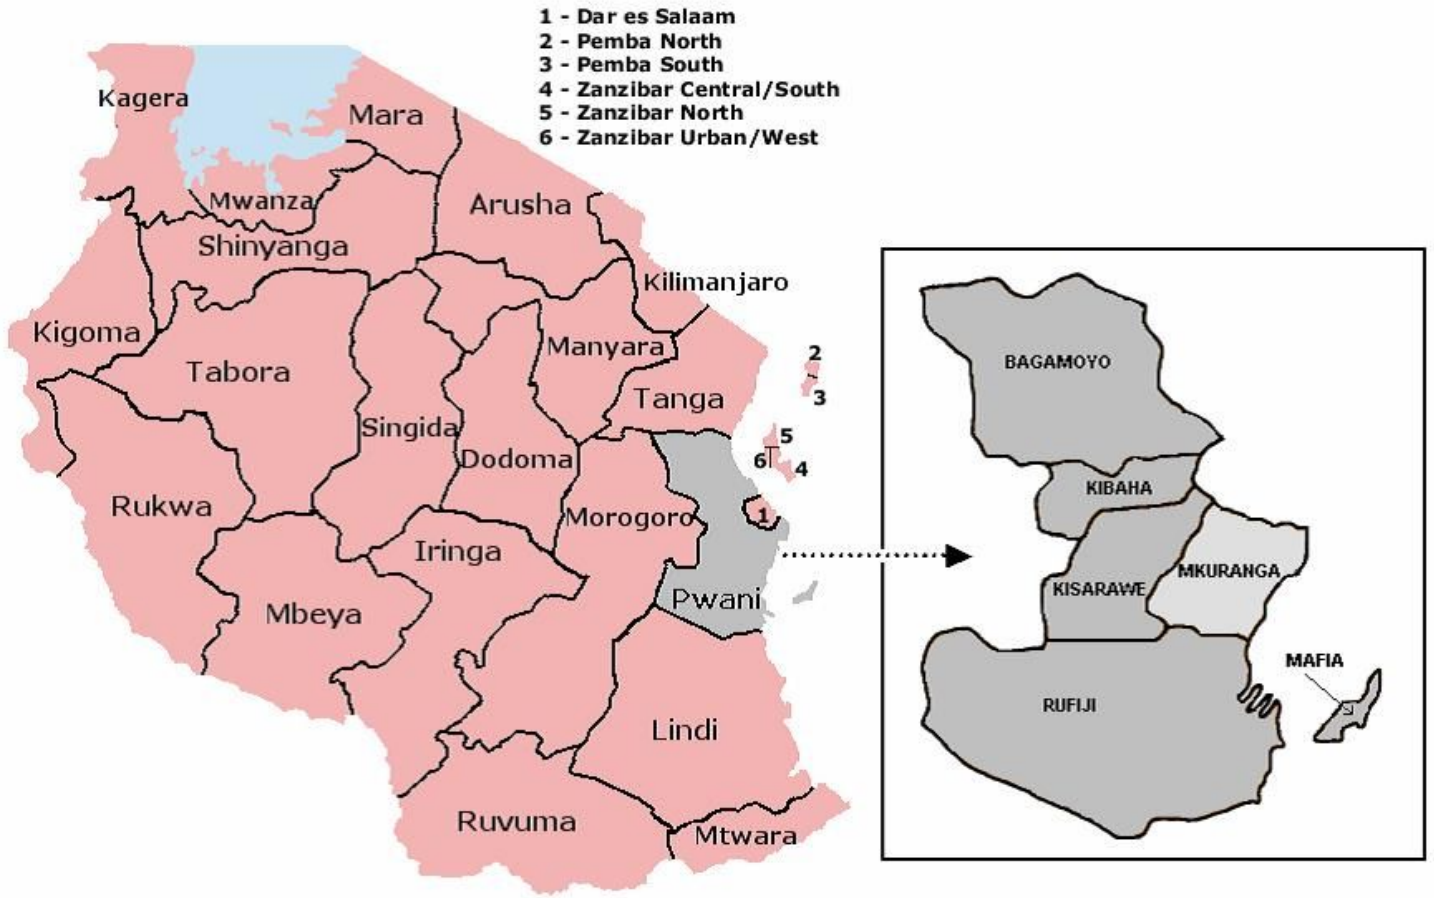 1 - Dar es Salaam
2 - Pemba North
3 - Pemba South
4 - Zanzibar Central/South
5 - Zanzibar North
6 - Zanzibar Urban/West
Kagera
Mara
Mwanza
Arusha
Shinyanga
Kilimanjaro
Kigoma
Manyara
Tabora
Tanga
2
3
Singida
Dodoma
5
6
4
Rukwa
Morogoro
1
Iringa
Pwani
Mbeya
Lindi
Ruvuma
Mtwara
BAGAMOYO
KIBAHA
KISARAWE
MKURANGA
MAFIA
RUFIJI